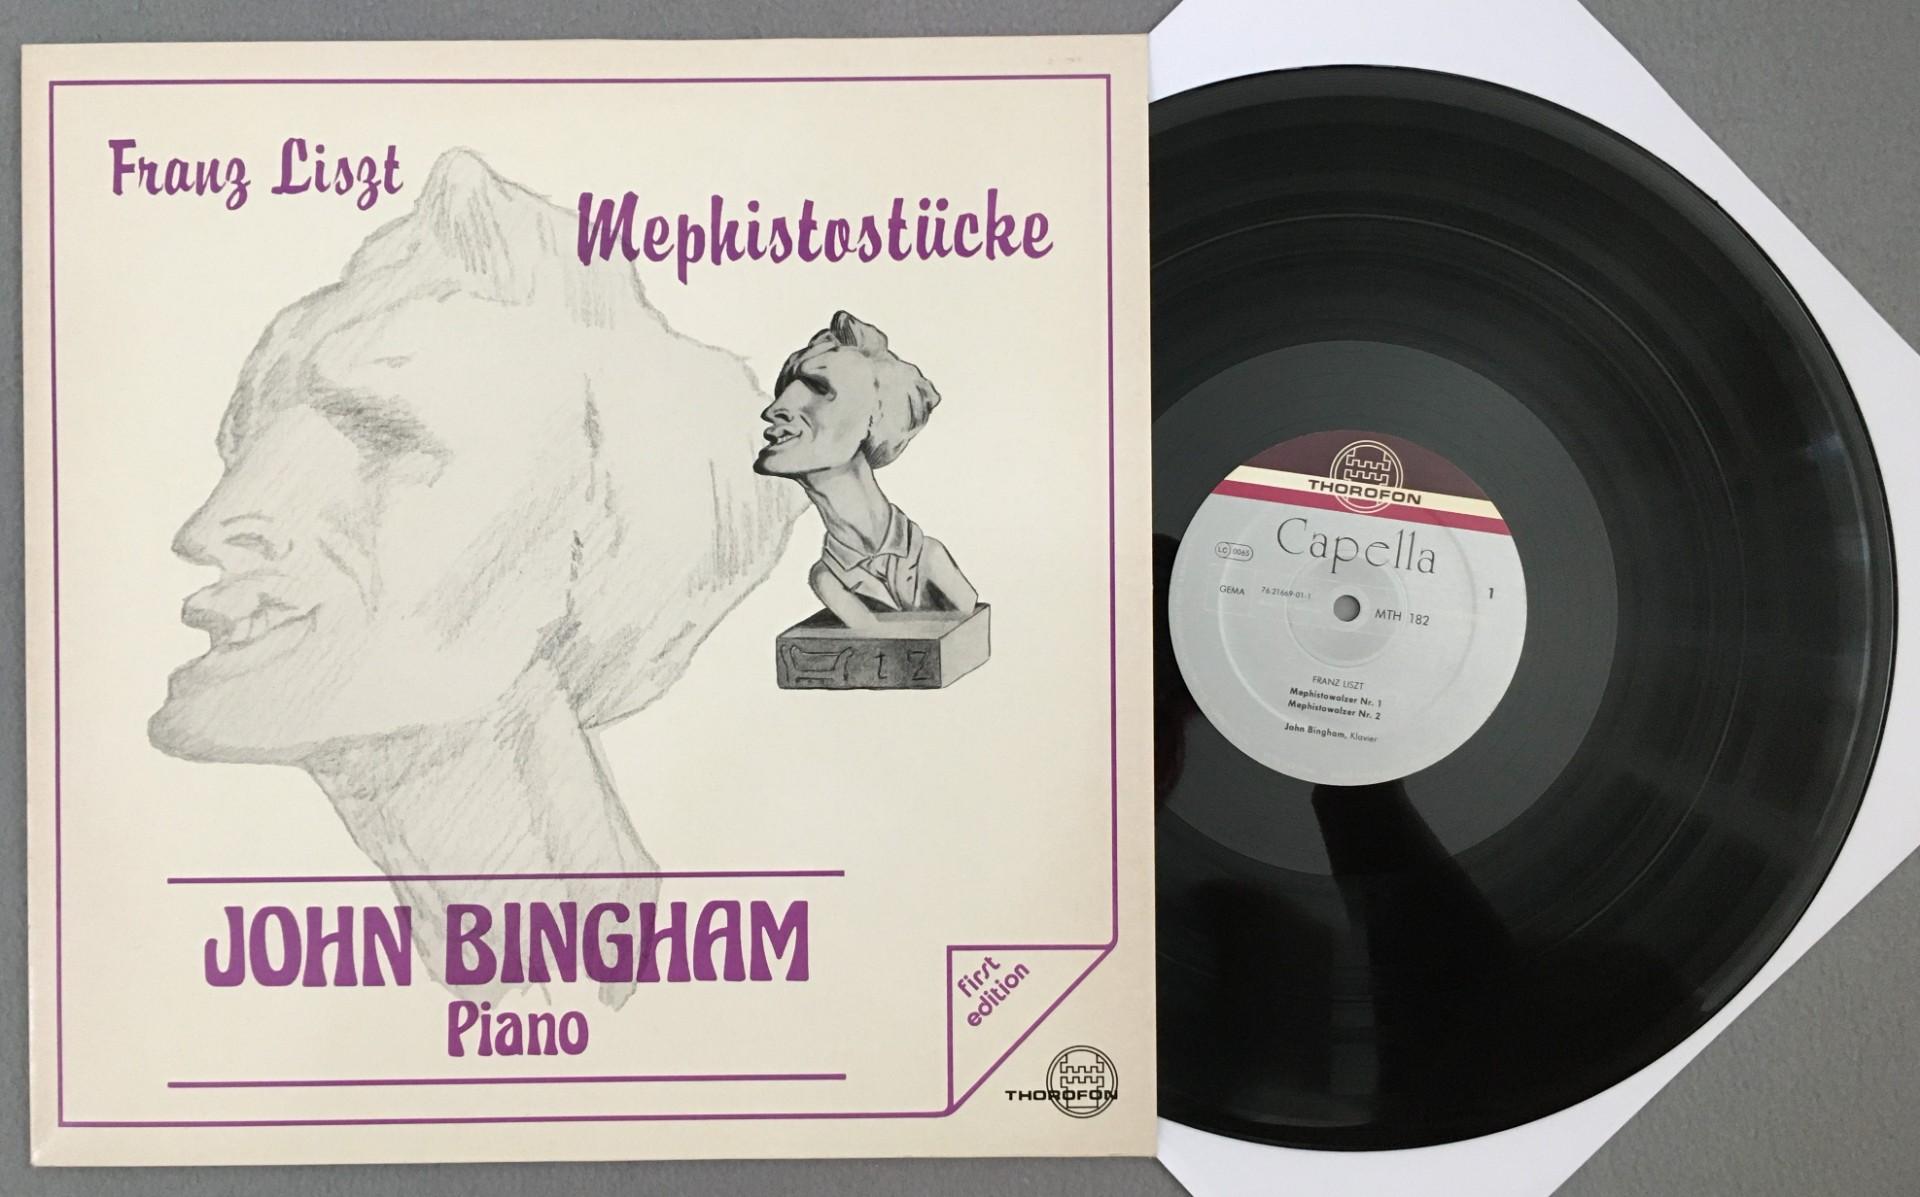 Franz Liszt
Mephistostücke
tz
JOHN BINGHAM
Piano
first
edition
THOROFON
THOROFON
Capella
LC 0065
GEMA 76.21669-01-1
1
MTH 182
FRANZ LISZT
Mephistowalzer Nr. 1
Mephistowalzer Nr. 2
John Bingham, Klavier